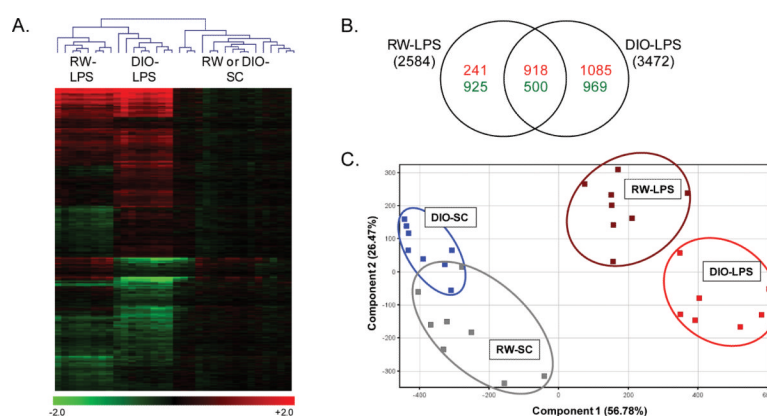 A.
RW-
LPS
DIO-
LPS
RW or DIO-
SC
-2.0
+2.0
B.
RW-LPS
(2584)
DIO-LPS
(3472)
241
918
1085
925
500
969
C.
Component 2 (26.47%)
300
200
100
0
-100
-200
-300
RW-LPS
DIO-SC
DIO-LPS
RW-SC
-400
-200
0
200
400
Component 1 (56.78%)